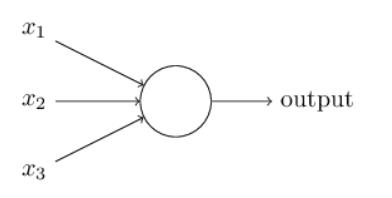 x₁
x₂ output
x₃